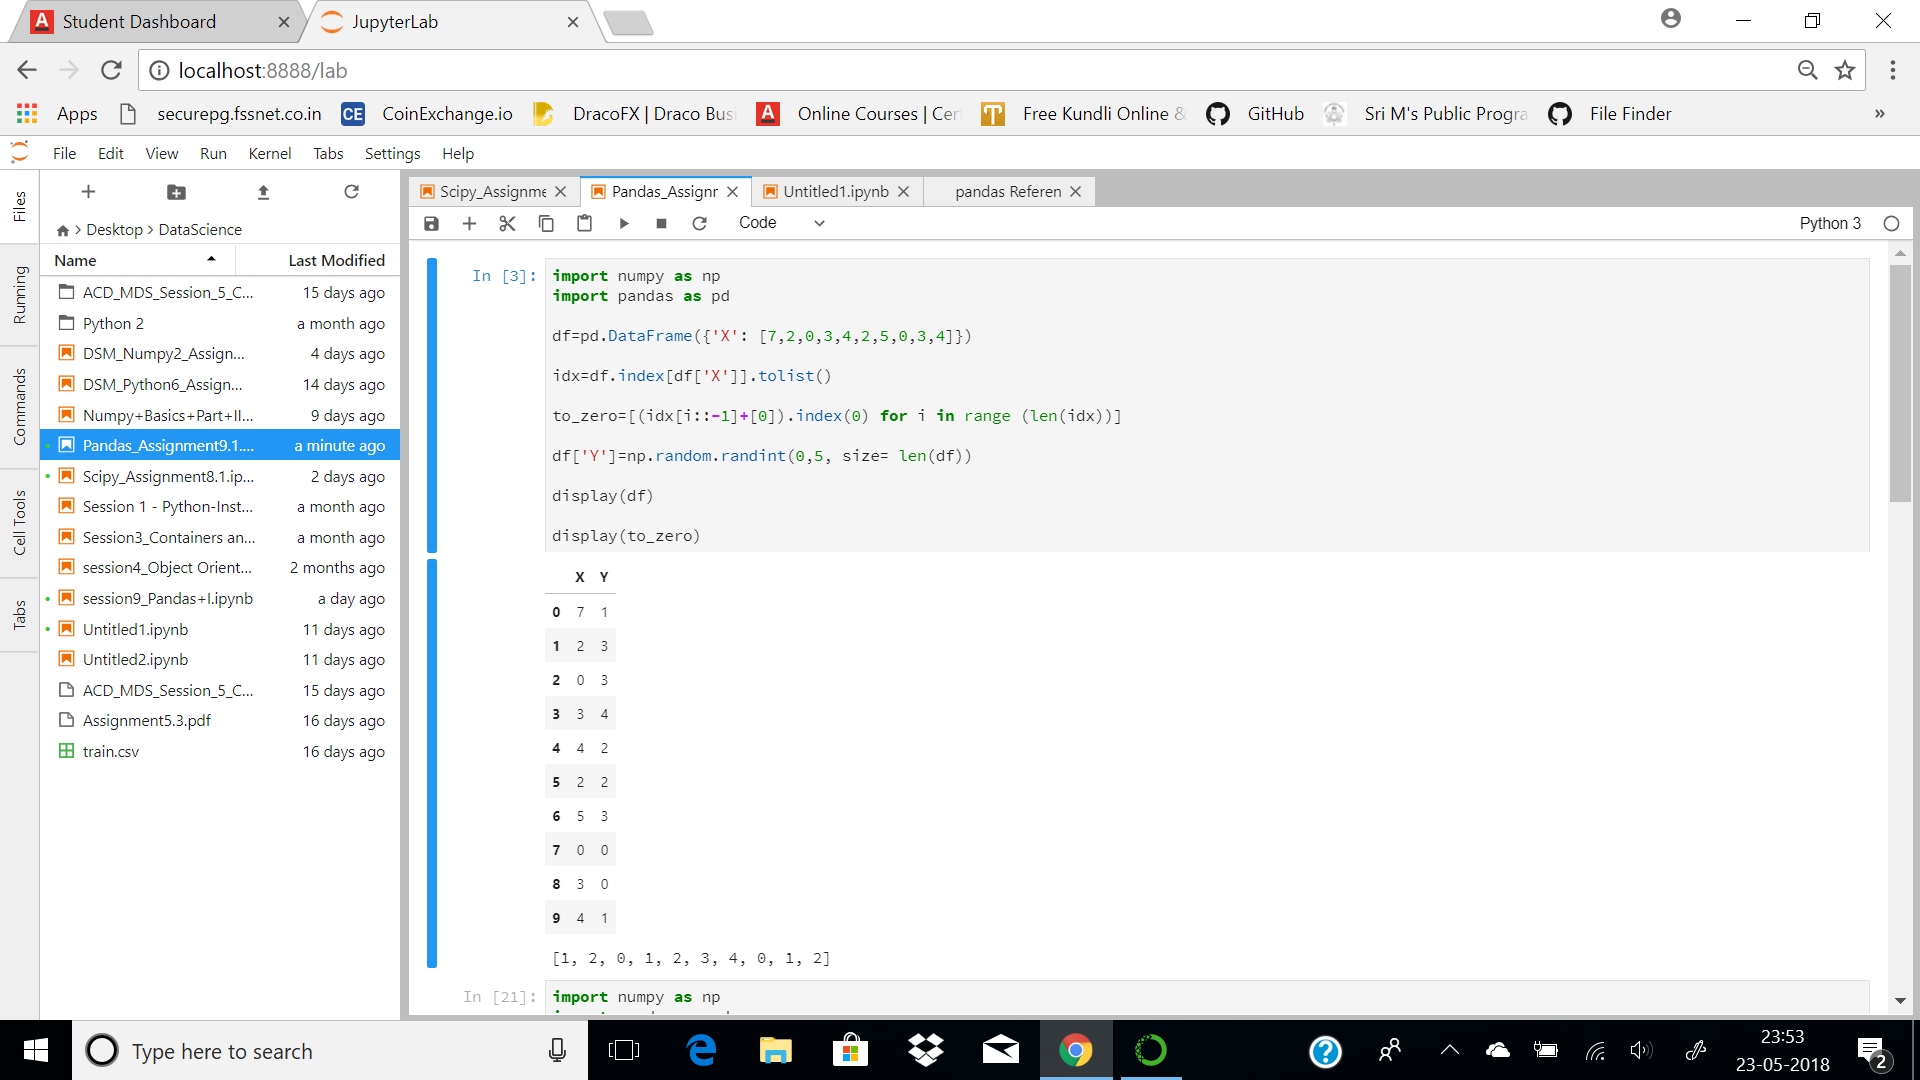 Student Dashboard
JupyterLab
localhost:8888/lab
Apps securepg.fssnet.co.in CE CoinExchange.io DracoFX | Draco Busi A Online Courses | Cer Free Kundli Online & GitHub Sri M's Public Progra File Finder »
File Edit View Run Kernel Tabs Settings Help
Files
Running
Commands
Cell Tools
Tabs
> Desktop > DataScience
Name Last Modified
ACD_MDS_Session_5_C... 15 days ago
Python 2 a month ago
DSM_Numpy2_Assign... 4 days ago
DSM_Python6_Assign... 14 days ago
Numpy+Basics+Part+II... 9 days ago
Pandas_Assignment9.1.... a minute ago
Scipy_Assignment8.1.ip... 2 days ago
Session 1 - Python-Inst... a month ago
Session3_Containers an... a month ago
session4_Object Orient... 2 months ago
session9_Pandas+I.ipynb a day ago
Untitled1.ipynb 11 days ago
Untitled2.ipynb 11 days ago
ACD_MDS_Session_5_C... 15 days ago
Assignment5.3.pdf 16 days ago
train.csv 16 days ago
Scipy_Assignme Pandas_Assignr Untitled1.ipynb pandas Referen
Code Python 3
In [3]:
import numpy as np
import pandas as pd
df=pd.DataFrame({'X': [7,2,0,3,4,2,5,0,3,4]})
idx=df.index[df['X']].tolist()
to_zero=[(idx[i::-1]+[0]).index(0) for i in range (len(idx))]
df['Y']=np.random.randint(0,5, size= len(df))
display(df)
display(to_zero)
X Y
0 7 1
1 2 3
2 0 3
3 3 4
4 4 2
5 2 2
6 5 3
7 0 0
8 3 0
9 4 1
[1, 2, 0, 1, 2, 3, 4, 0, 1, 2]
In [21]: import numpy as np
Type here to search
23:53
23-05-2018
2